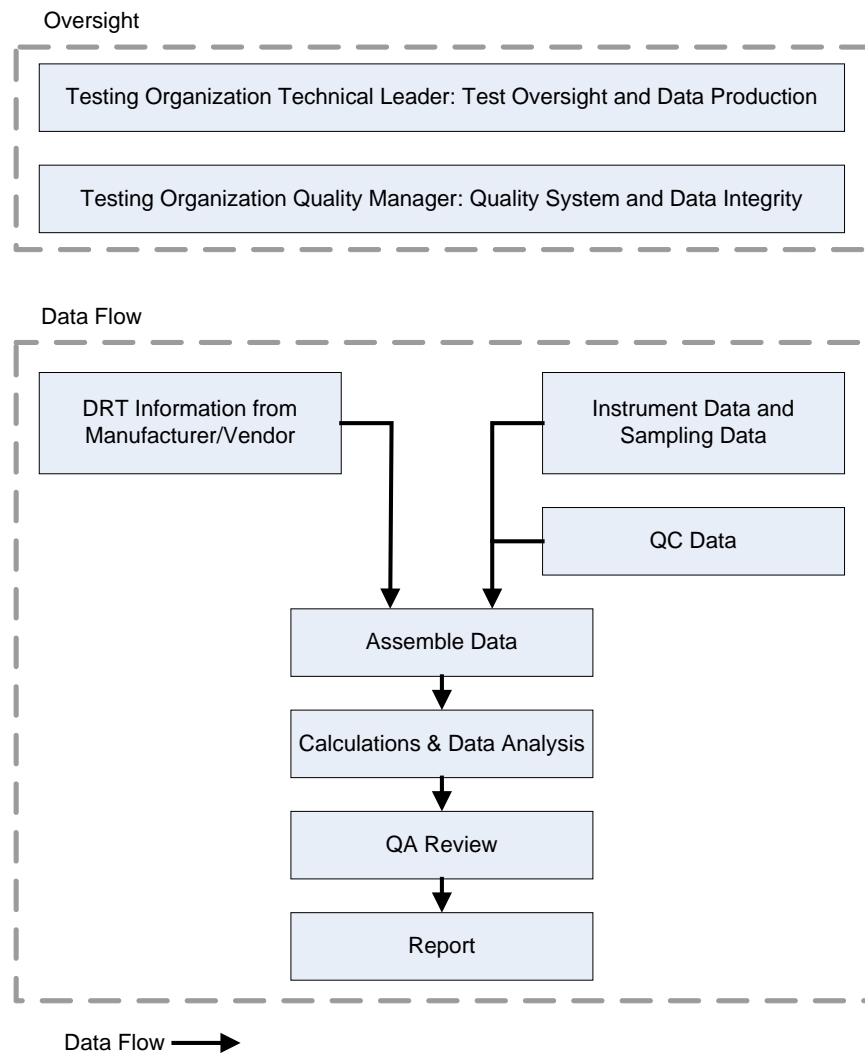 Oversight
Testing Organization Technical Leader: Test Oversight and Data Production
Testing Organization Quality Manager: Quality System and Data Integrity
Data Flow
DRT Information from
Manufacturer/Vendor
Instrument Data and
Sampling Data
QC Data
Assemble Data
Calculations & Data Analysis
QA Review
Report
Data Flow